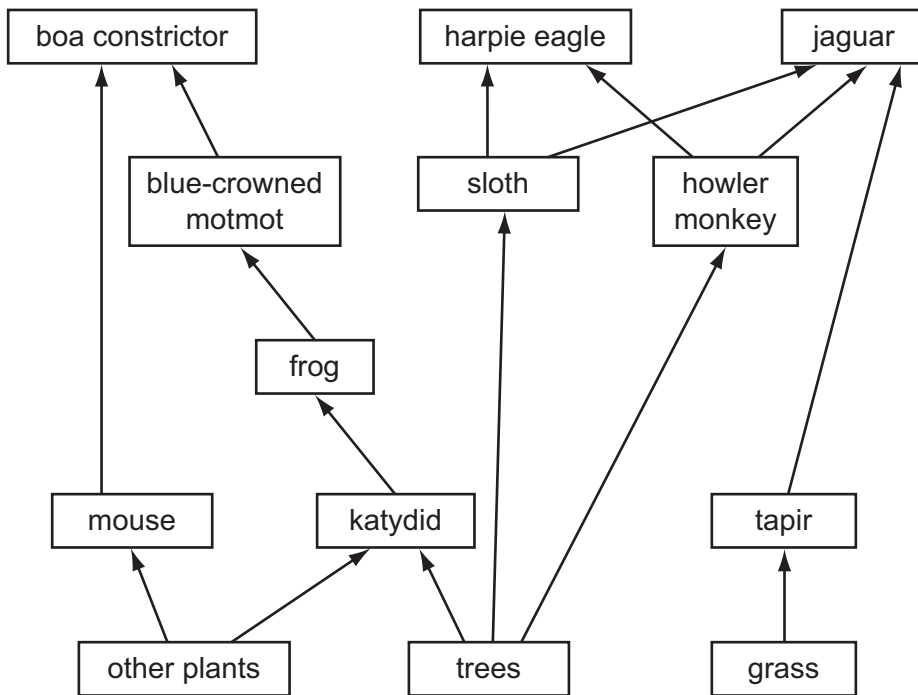 boa constrictor
harpie eagle
jaguar
blue-crowned
motmot
sloth
howler
monkey
frog
mouse
katydid
tapir
other plants
trees
grass